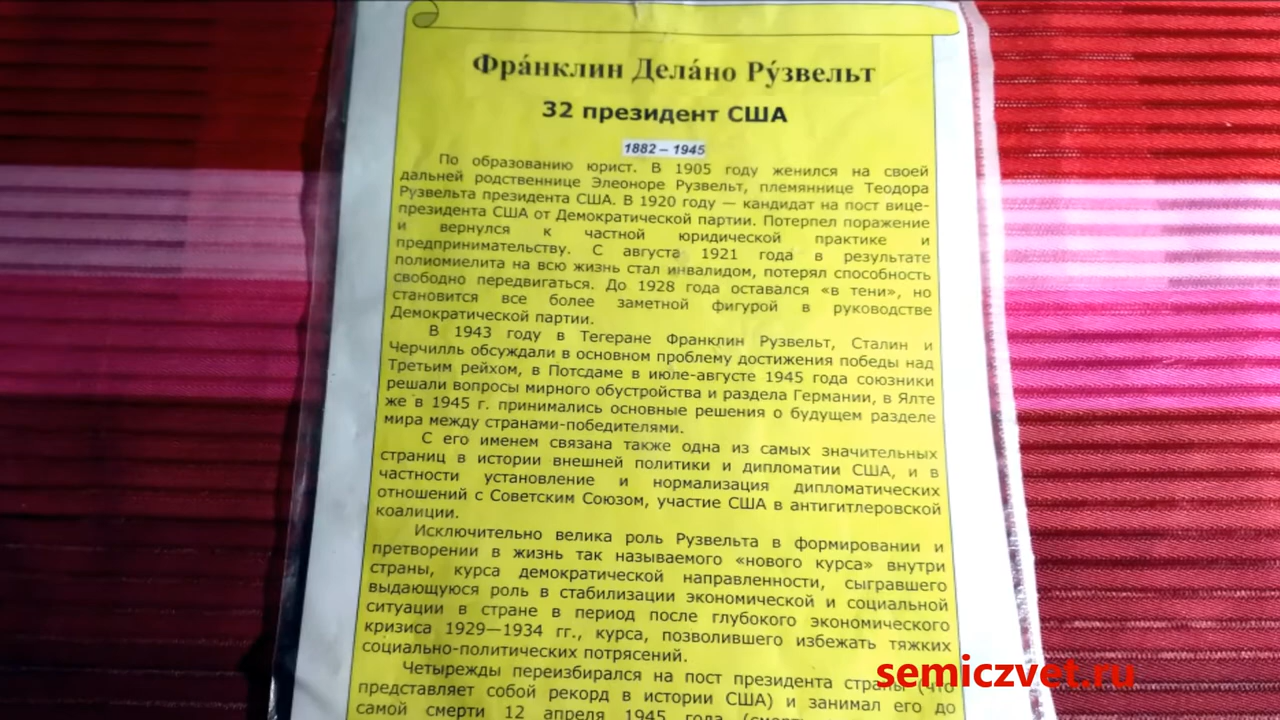 Фра́нклин Дела́но Ру́звельт
32 президент США
1882 – 1945
По образованию юрист. В 1905 году женился на своей
дальней родственнице Элеоноре Рузвельт, племяннице Теодора
Рузвельта президента США. В 1920 году — кандидат на пост вице-
президента США от Демократической партии. Потерпел поражение
и вернулся к частной юридической практике и
предпринимательству. С августа 1921 года в результате
полиомиелита на всю жизнь стал инвалидом, потерял способность
свободно передвигаться. До 1928 года оставался «в тени», но
становится все более заметной фигурой в руководстве
Демократической партии.
В 1943 году в Тегеране Франклин Рузвельт, Сталин и
Черчилль обсуждали в основном проблему достижения победы над
Третьим рейхом, в Потсдаме в июле-августе 1945 года союзники
решали вопросы мирного обустройства и раздела Германии, в Ялте
же в 1945 г. принимались основные решения о будущем разделе
мира между странами-победителями.
С его именем связана также одна из самых значительных
страниц в истории внешней политики и дипломатии США, и в
частности установление и нормализация дипломатических
отношений с Советским Союзом, участие США в антигитлеровской
коалиции.
Исключительно велика роль Рузвельта в формировании и
претворении в жизнь так называемого «нового курса» внутри
страны, курса демократической направленности, сыгравшего
выдающуюся роль в стабилизации экономической и социальной
ситуации в стране в период после глубокого экономического
кризиса 1929—1934 гг., курса, позволившего избежать тяжких
социально-политических потрясений.
Четырежды переизбирался на пост президента страны (что
представляет собой рекорд в истории США) и занимал его до
самой смерти 12 апреля 1945 года
semiczvet.ru